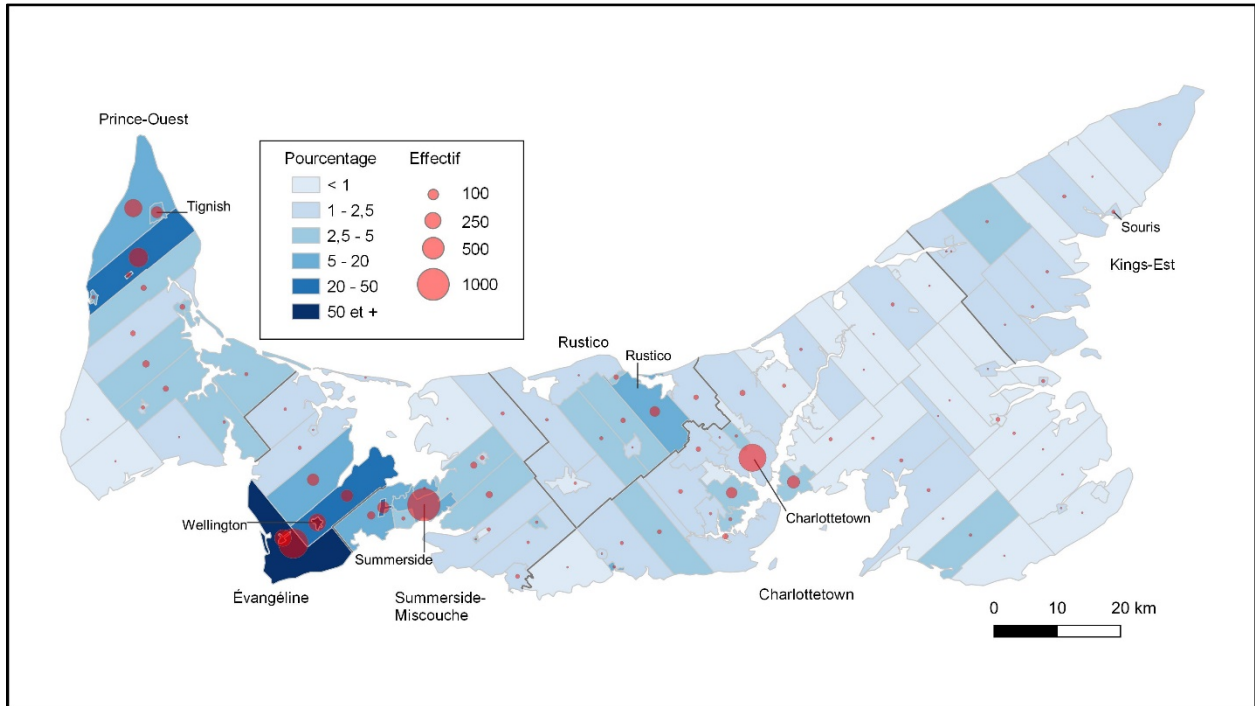 Prince-Ouest
Tignish
Pourcentage
< 1
1 - 2,5
2,5 - 5
5 - 20
20 - 50
50 et +
Effectif
100
250
500
1000
Souris
Kings-Est
Rustico
Rustico
Wellington
Charlottetown
Summerside
Évangéline
Summerside-
Miscouche
Charlottetown
0 10 20 km